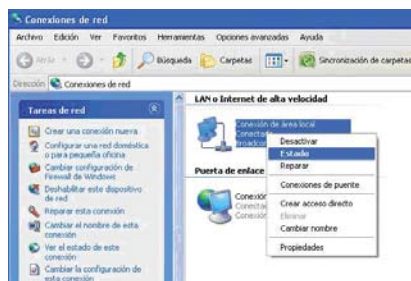 Conexiones de red
Archivo Edición Ver Favoritos Herramientas Opciones avanzadas Ayuda
Atrás Búsqueda Carpetas Sincronización de carpetas
Dirección Conexiones de red
Tareas de red
Crear una conexión nueva
Configurar una red doméstica
o para pequeña oficina
Cambiar configuración de
Firewall de Windows
Deshabilitar este dispositivo
de red
Reparar esta conexión
Cambiar el nombre de esta
conexión
Ver el estado de esta
conexión
Cambiar la configuración de
esta conexión
LAN o Internet de alta velocidad
Conexión de área local
Conectado
Desactivar
Estado
Reparar
Conexiones de puente
Crear acceso directo
Eliminar
Cambiar nombre
Propiedades
Puerta de enlace
Conexión